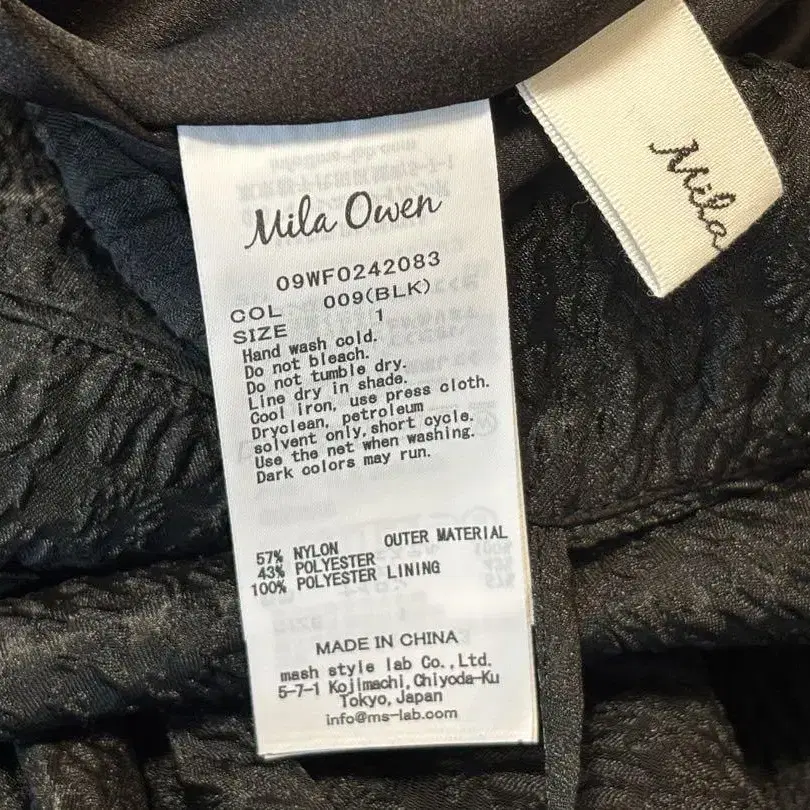 Mila Owen
09WFO242083
COL 009(BLK)
SIZE 1
Hand wash cold.
Do not bleach.
Do not tumble dry.
Line dry in shade.
Cool iron, use press cloth.
Dryclean, petroleum
solvent only,short cycle.
Use the net when washing.
Dark colors may run.
57% NYLON OUTER MATERIAL
43% POLYESTER
100% POLYESTER LINING
MADE IN CHINA
mash style lab Co.,Ltd.
5-7-1 Kojimachi,Chiyoda-Ku
Tokyo,Japan
info@ms-lab.com
Mila